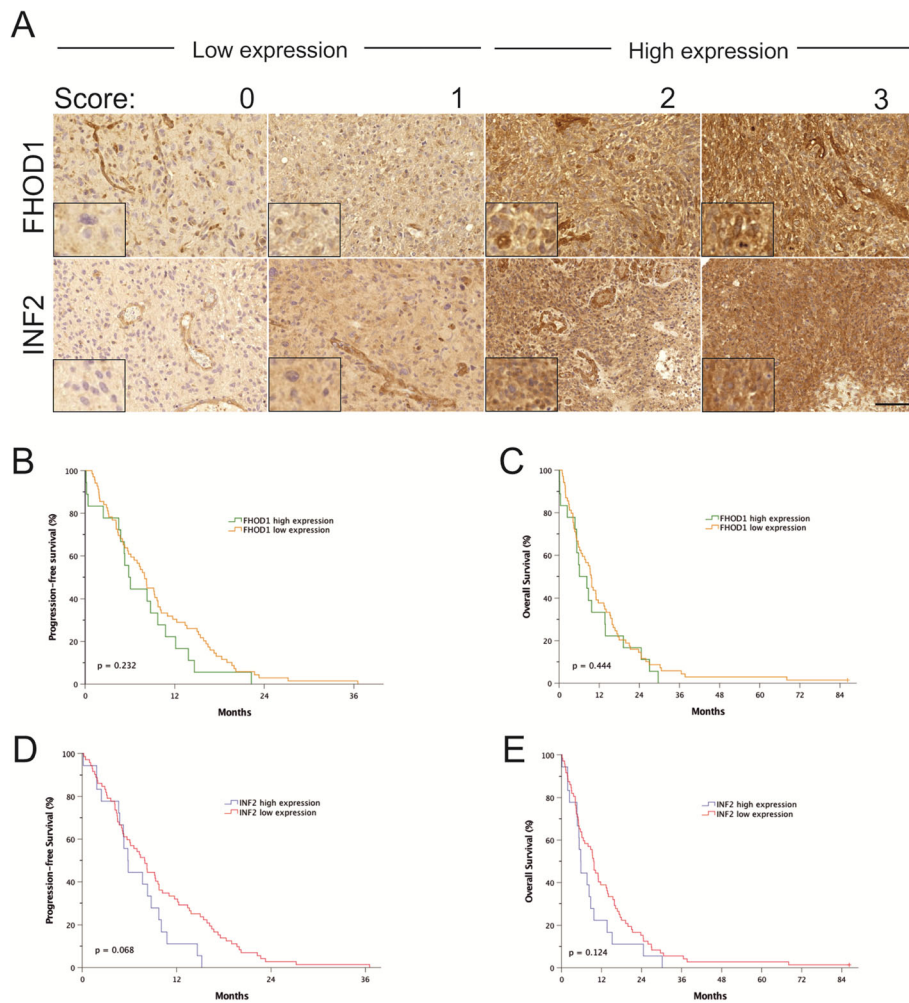 A
Low expression High expression
Score: 0 1 2 3
FHOD1
INF2
B
100
80
60
40
20
0
Progression-free survival (%)
FHOD1 high expression
FHOD1 low expression
p = 0.232
0 12 24 36
Months
C
100
80
60
40
20
0
Overall Survival (%)
FHOD1 high expression
FHOD1 low expression
p = 0.444
0 12 24 36 48 60 72 84
Months
D
100
80
60
40
20
0
Progression-free Survival (%)
INF2 high expression
INF2 low expression
p = 0.068
0 12 24 36
Months
E
100
80
60
40
20
0
Overall Survival (%)
INF2 high expression
INF2 low expression
p = 0.124
0 12 24 36 48 60 72 84
Months